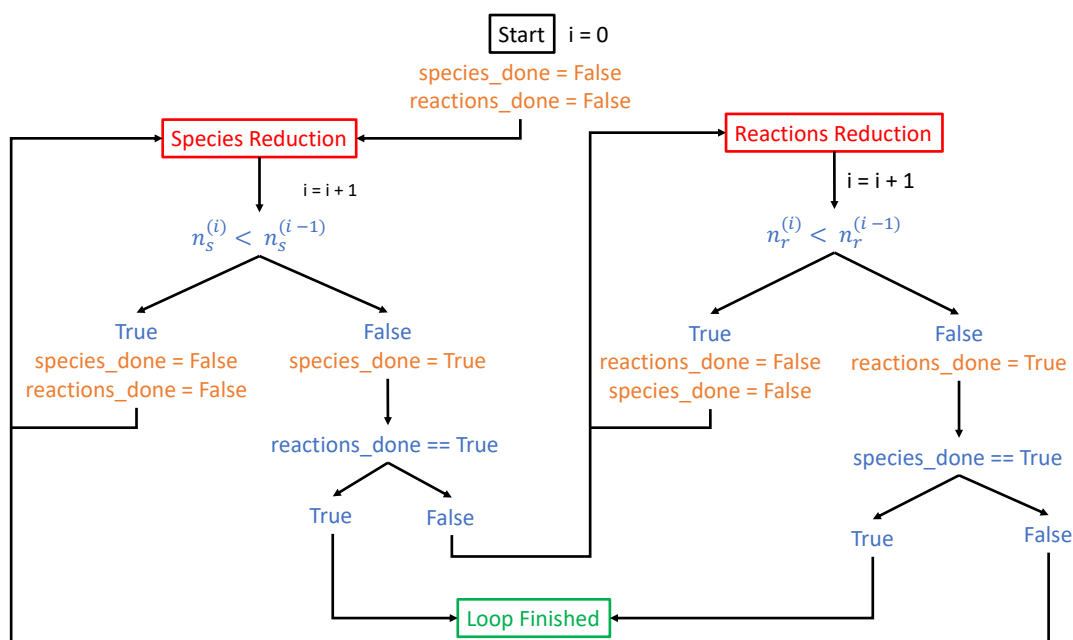 Start i = 0
species_done = False
reactions_done = False
Species Reduction
i = i + 1
n_s^{(i)} < n_s^{(i-1)}
True
species_done = False
reactions_done = False
False
species_done = True
reactions_done == True
True
False
Reactions Reduction
i = i + 1
n_r^{(i)} < n_r^{(i-1)}
True
reactions_done = False
species_done = False
False
reactions_done = True
species_done == True
True
False
Loop Finished